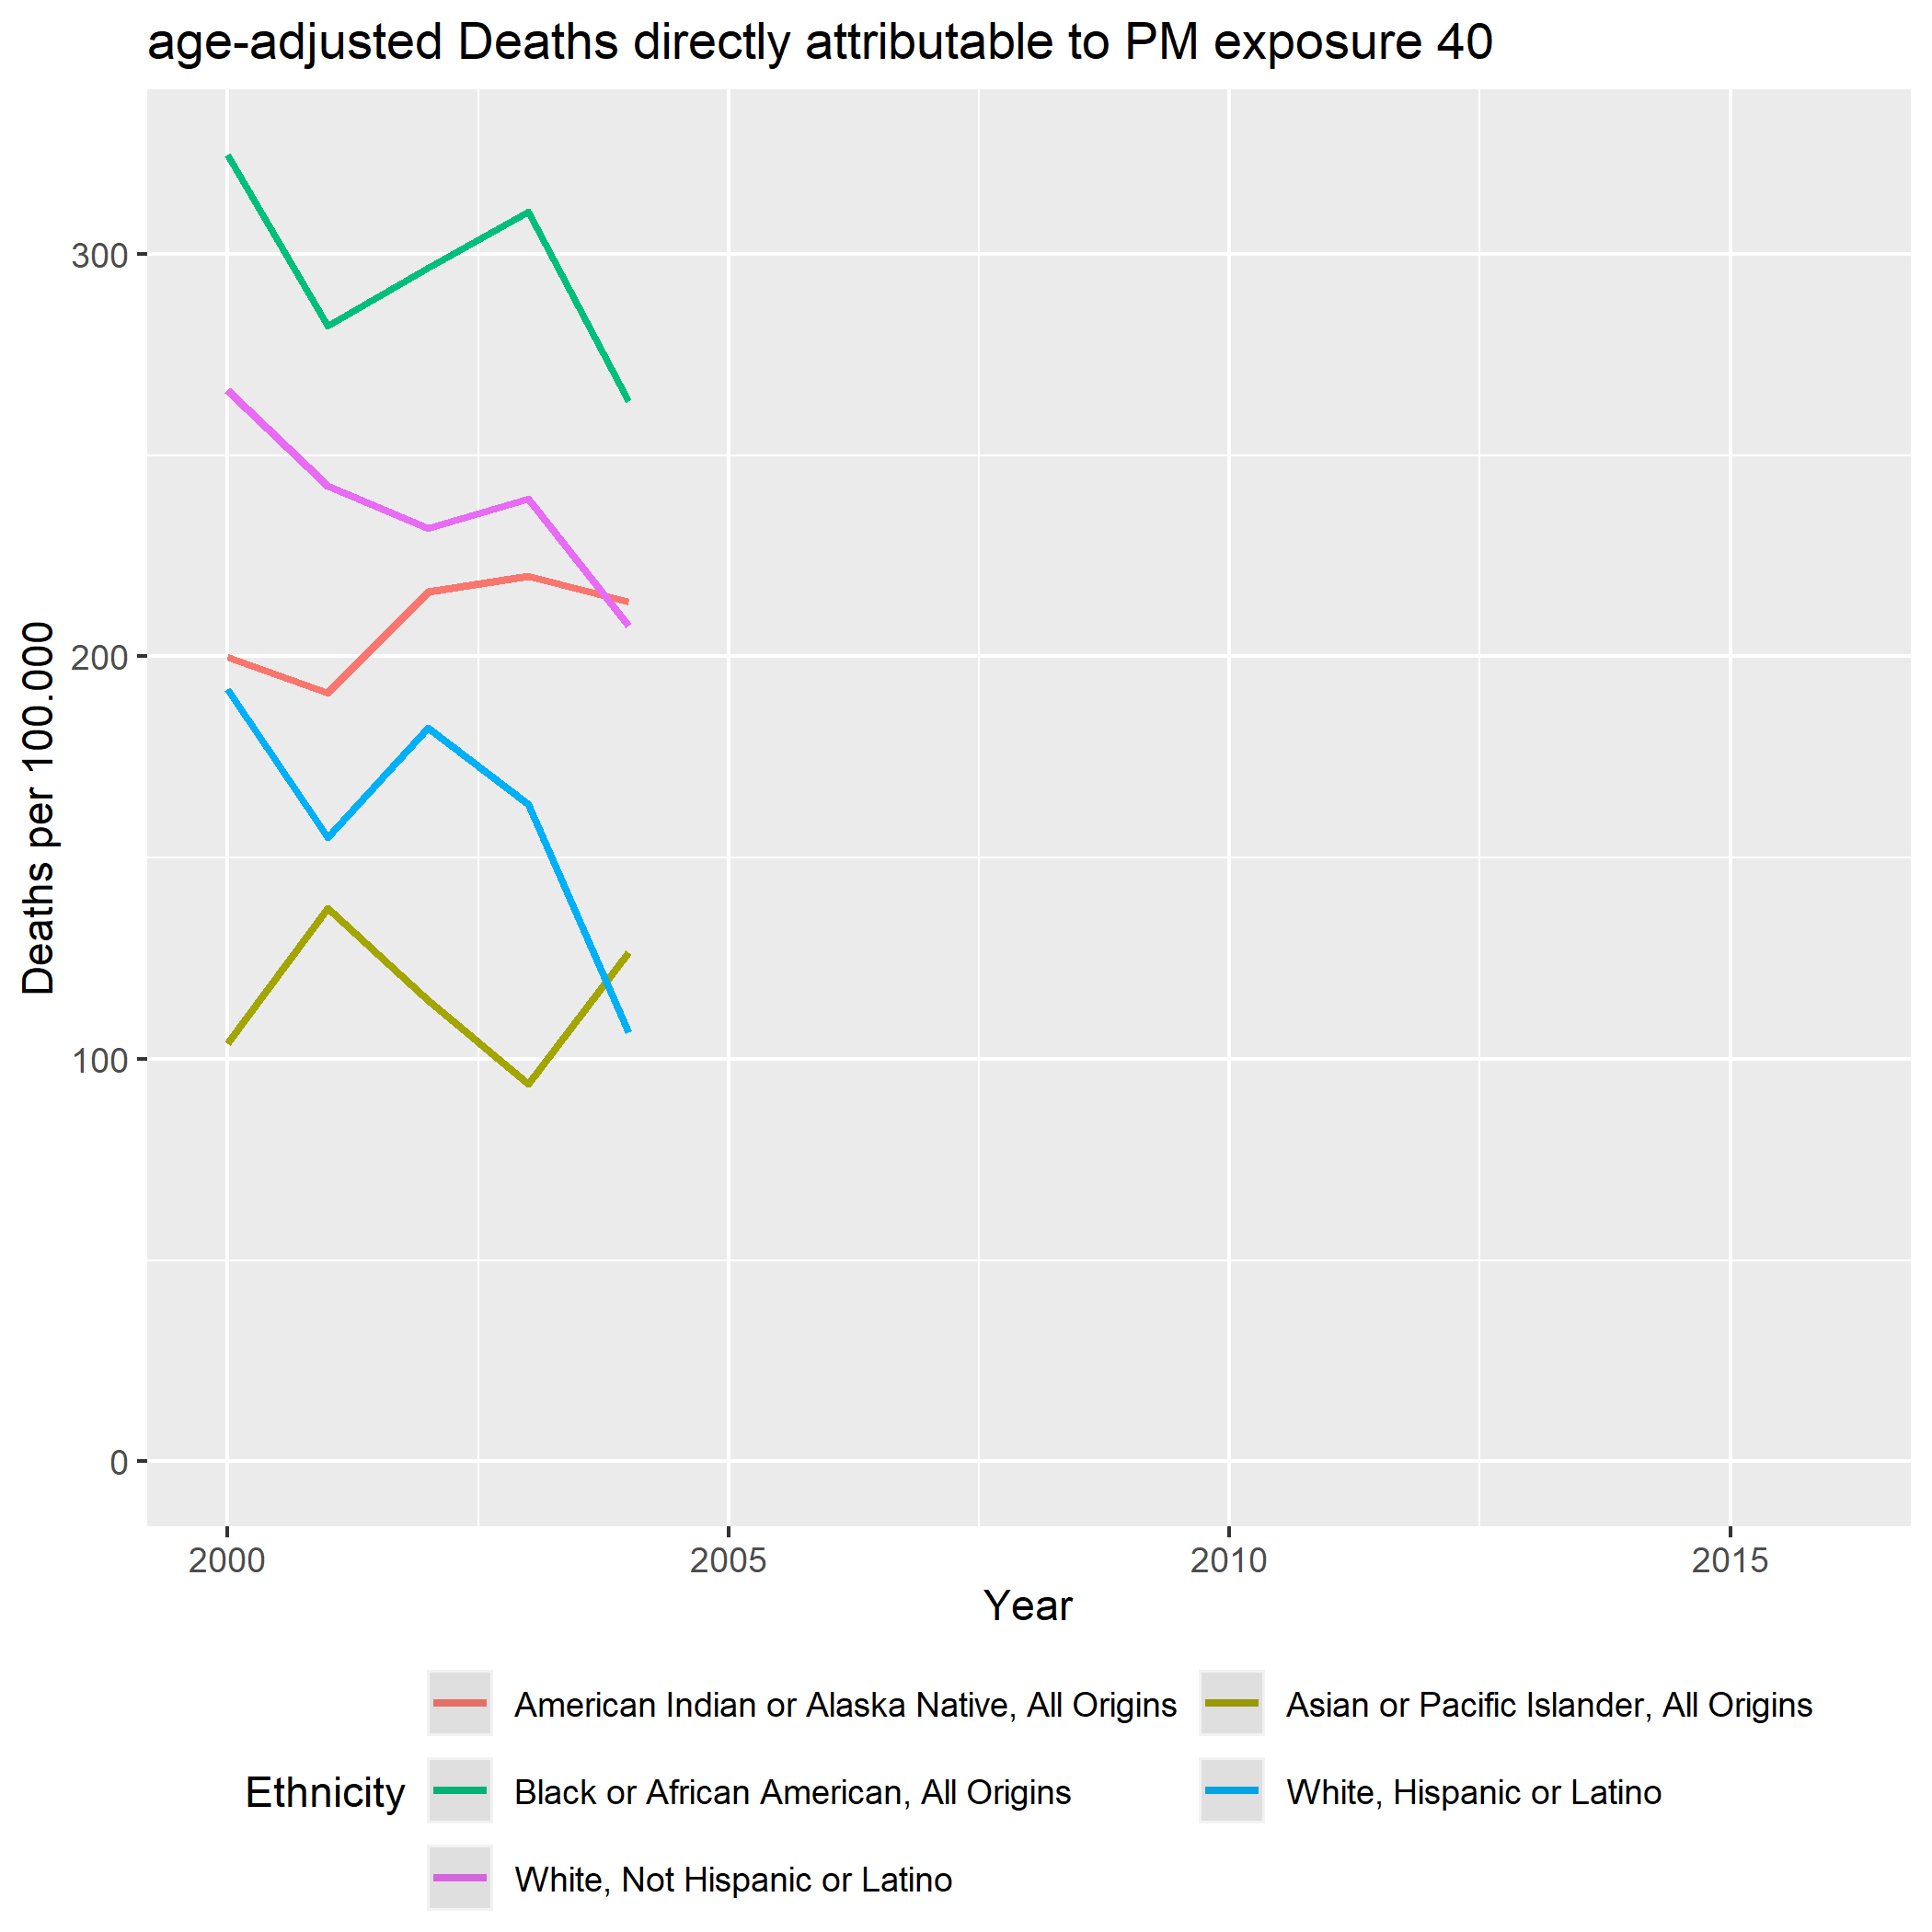 age-adjusted Deaths directly attributable to PM exposure 40
Deaths per 100.000
300
200
100
0
2000 2005 2010 2015
Year
Ethnicity
American Indian or Alaska Native, All Origins
Asian or Pacific Islander, All Origins
Black or African American, All Origins
White, Hispanic or Latino
White, Not Hispanic or Latino